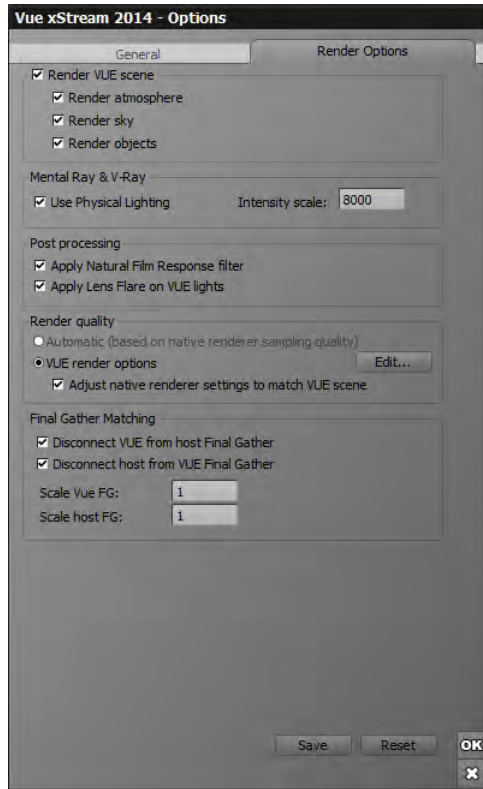 Vue xStream 2014 - Options
General
Render Options
Render VUE scene
Render atmosphere
Render sky
Render objects
Mental Ray & V-Ray
Use Physical Lighting
Intensity scale: 8000
Post processing
Apply Natural Film Response filter
Apply Lens Flare on VUE lights
Render quality
Automatic (based on native renderer sampling quality)
VUE render options
Edit...
Adjust native renderer settings to match VUE scene
Final Gather Matching
Disconnect VUE from host Final Gather
Disconnect host from VUE Final Gather
Scale Vue FG: 1
Scale host FG: 1
Save
Reset
OK